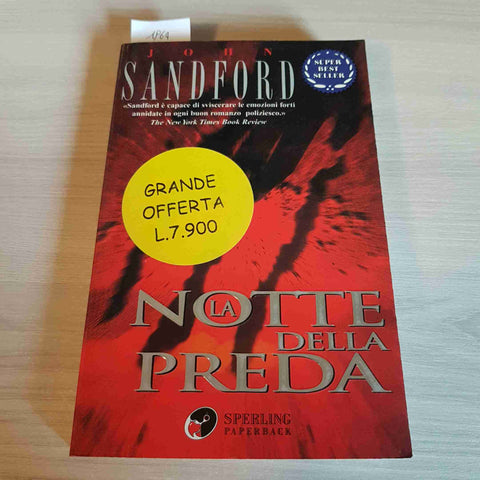 1864
JOHN
SANDFORD
«Sandford è capace di sviscerare le emozioni forti
annidate in ogni buon romanzo poliziesco.»
The New York Times Book Review
SUPER
BEST
SELLER
GRANDE
OFFERTA
L.7.900
LA
NOTTE
DELLA
PREDA
SPERLING
PAPERBACK